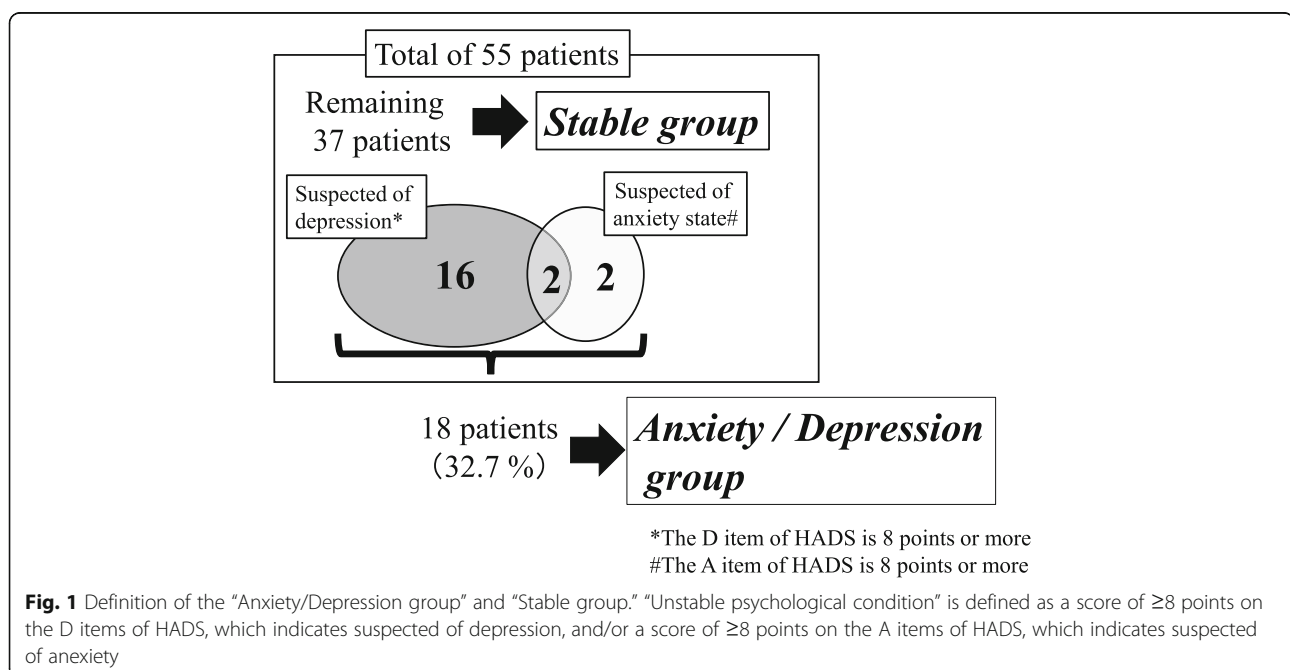 Total of 55 patients
Remaining
37 patients
Stable group
Suspected of
depression*
Suspected of
anxiety state#
16
2
2
18 patients
(32.7 %)
Anxiety / Depression
group
*The D item of HADS is 8 points or more
#The A item of HADS is 8 points or more
Fig. 1 Definition of the “Anxiety/Depression group” and “Stable group.” “Unstable psychological condition” is defined as a score of ≥8 points on
the D items of HADS, which indicates suspected of depression, and/or a score of ≥8 points on the A items of HADS, which indicates suspected
of anexiety